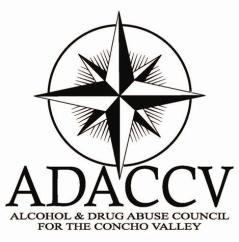 ADACCV
ALCOHOL & DRUG ABUSE COUNCIL
FOR THE CONCHO VALLEY